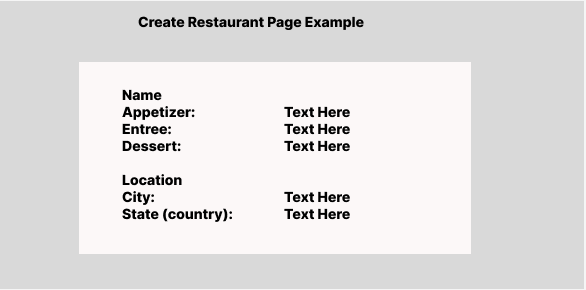 Create Restaurant Page Example
Name
Appetizer: Text Here
Entree: Text Here
Dessert: Text Here
Location
City: Text Here
State (country): Text Here